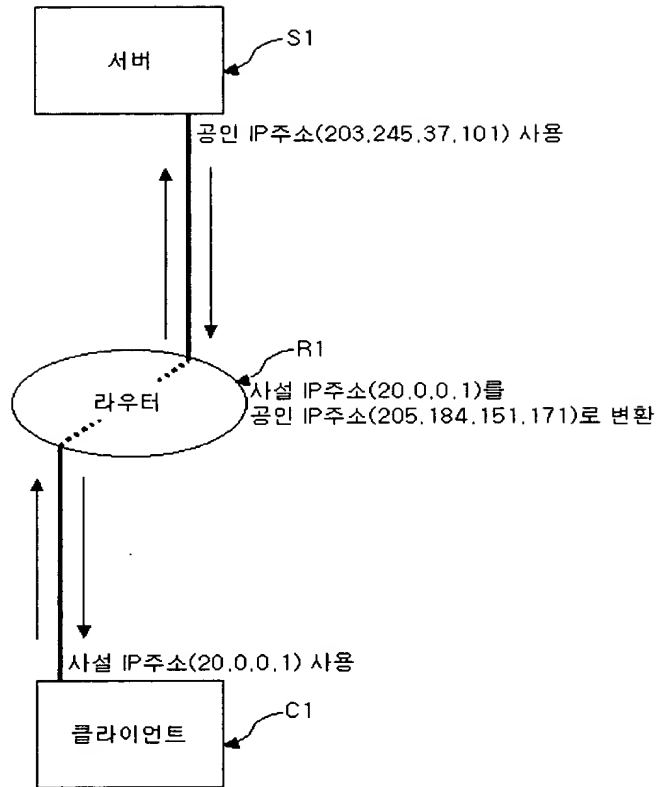 서버
S1
공인 IP주소(203,245,37,101) 사용
R1
라우터
사설 IP주소(20,0,0,1)를
공인 IP주소(205,184,151,171)로 변환
사설 IP주소(20,0,0,1) 사용
클라이언트
C1